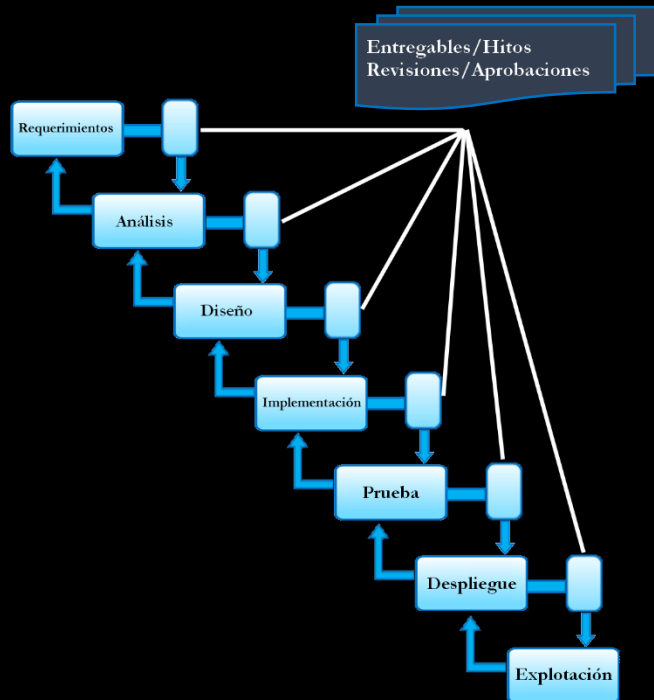 Entregables/Hitos
Revisiones/Aprobaciones
Requerimientos
Análisis
Diseño
Implementación
Prueba
Despliegue
Explotación